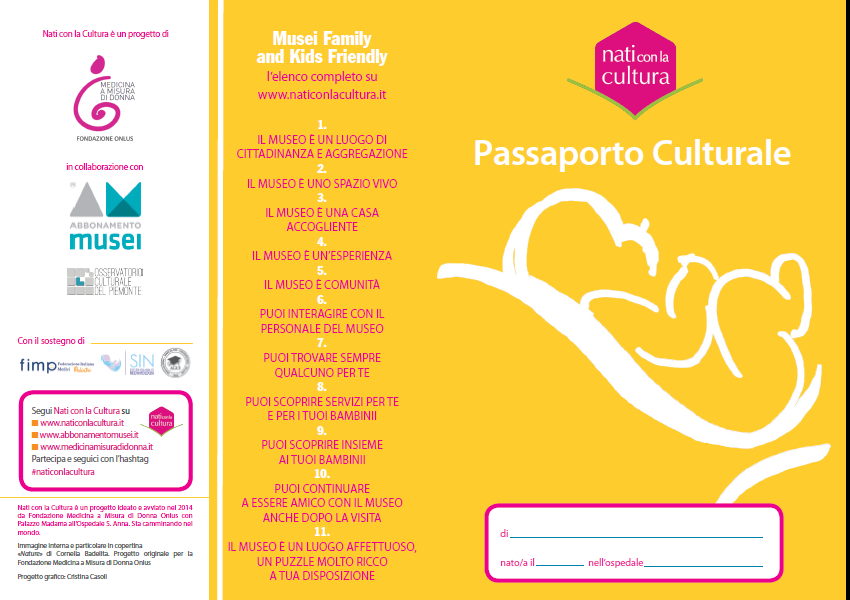 Nati con la Cultura è un progetto di
MEDICINA
A MISURA
DI DONNA
FONDAZIONE ONLUS
in collaborazione con
ABBONAMENTO
musei
OSSERVATORIO
CULTURALE
DEL PIEMONTE
Con il sostegno di
fimp Federazione Italiana
Medici Pediatri
SIN
Segui Nati con la Cultura su
www.naticonlacultura.it
www.abbonamentomusei.it
www.medicinamisuradidonna.it
Partecipa e seguici con l'hashtag
#naticonlacultura
nati con la
cultura
Nati con la Cultura è un progetto ideato e avviato nel 2014
da Fondazione Medicina a Misura di Donna Onlus con
Palazzo Madama all'Ospedale S. Anna. Sta camminando nel
mondo.
Immagine interna e particolare in copertina
«Nature» di Cornelia Badelita. Progetto originale per la
Fondazione Medicina a Misura di Donna Onlus
Progetto grafico: Cristina Casoli
Musei Family
and Kids Friendly
l'elenco completo su
www.naticonlacultura.it
1.
IL MUSEO È UN LUOGO DI
CITTADINANZA E AGGREGAZIONE
2.
IL MUSEO È UNO SPAZIO VIVO
3.
IL MUSEO È UNA CASA
ACCOGLIENTE
4.
IL MUSEO È UN'ESPERIENZA
5.
IL MUSEO È COMUNITÀ
6.
PUOI INTERAGIRE CON IL
PERSONALE DEL MUSEO
7.
PUOI TROVARE SEMPRE
QUALCUNO PER TE
8.
PUOI SCOPRIRE SERVIZI PER TE
E PER I TUOI BAMBINII
9.
PUOI SCOPRIRE INSIEME
AI TUOI BAMBINII
10.
PUOI CONTINUARE
A ESSERE AMICO CON IL MUSEO
ANCHE DOPO LA VISITA
11.
IL MUSEO È UN LUOGO AFFETTUOSO,
UN PUZZLE MOLTO RICCO
A TUA DISPOSIZIONE
nati con la
cultura
Passaporto Culturale
di
nato/a il nell'ospedale